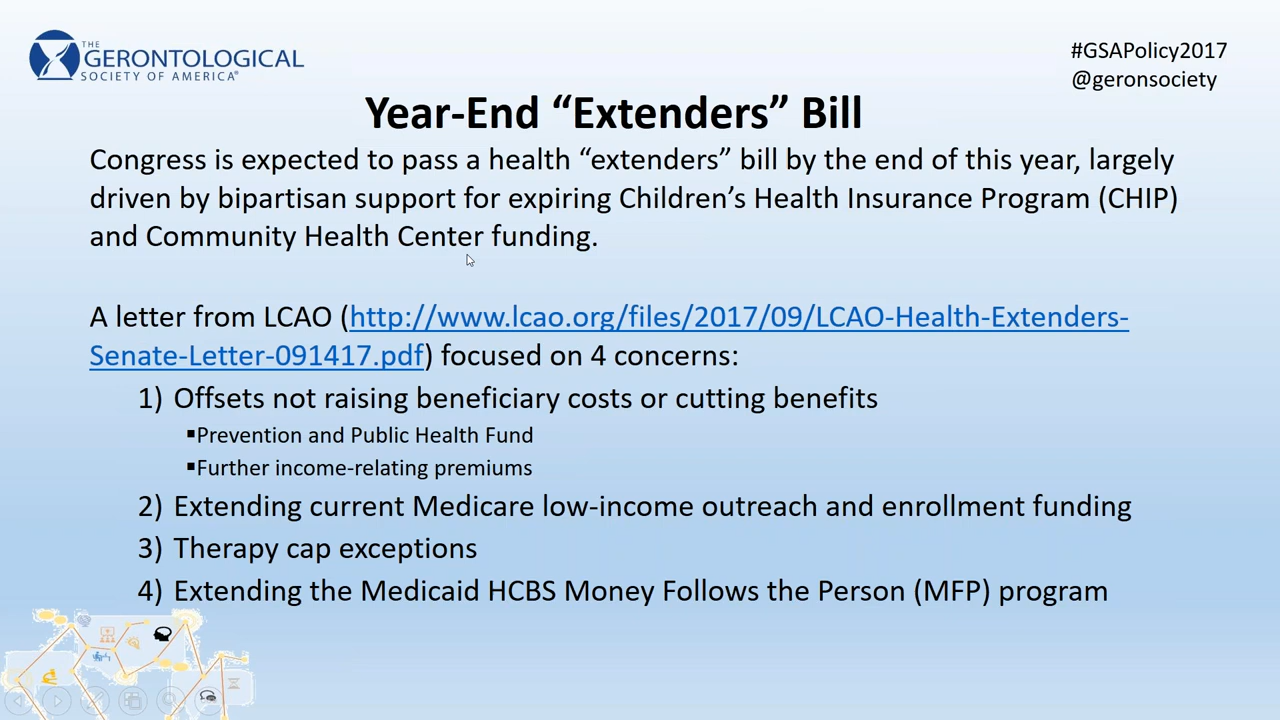 THE
GERONTOLOGICAL
SOCIETY OF AMERICA®
#GSAPolicy2017
@geronsociety
Year-End “Extenders” Bill
Congress is expected to pass a health “extenders” bill by the end of this year, largely
driven by bipartisan support for expiring Children’s Health Insurance Program (CHIP)
and Community Health Center funding.
A letter from LCAO (http://www.lcao.org/files/2017/09/LCAO-Health-Extenders-
Senate-Letter-091417.pdf) focused on 4 concerns:
1) Offsets not raising beneficiary costs or cutting benefits
▪Prevention and Public Health Fund
▪Further income-relating premiums
2) Extending current Medicare low-income outreach and enrollment funding
3) Therapy cap exceptions
4) Extending the Medicaid HCBS Money Follows the Person (MFP) program